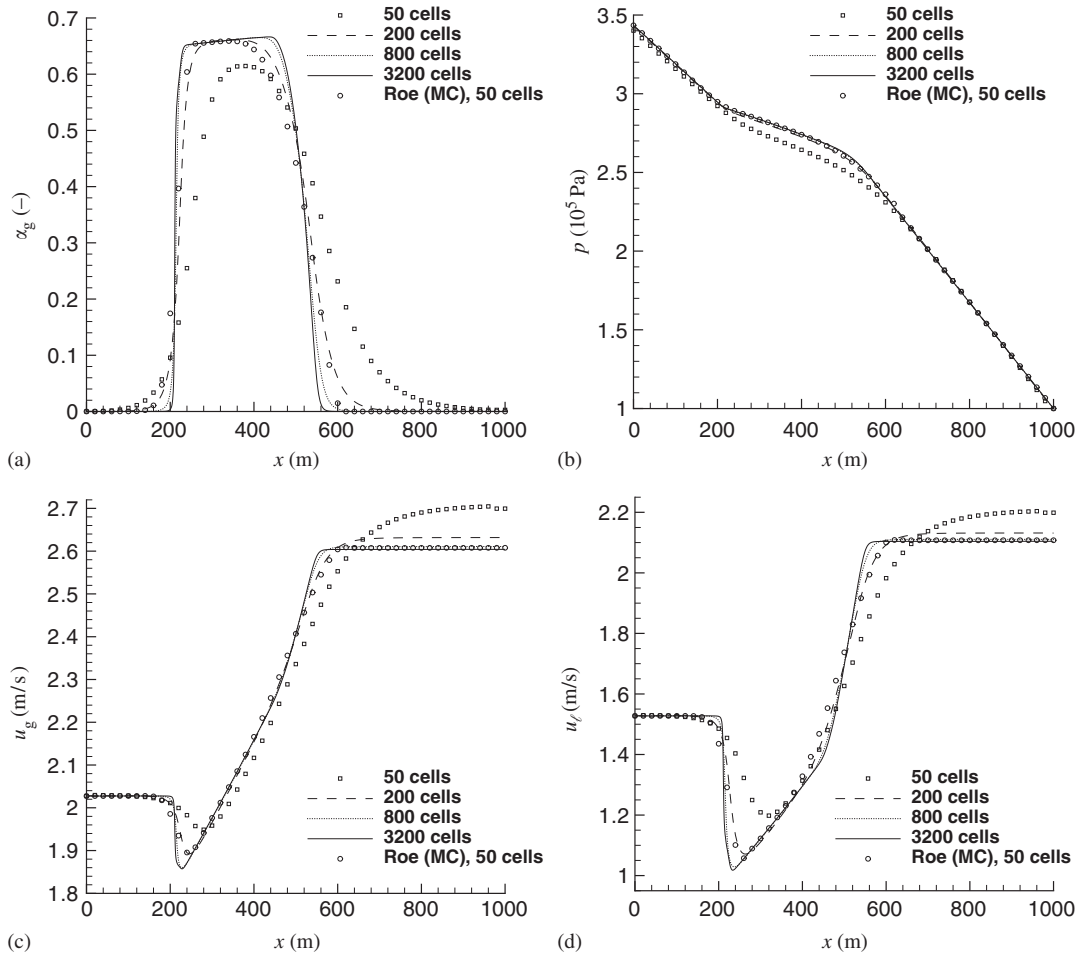 0.7
0.6
0.5
0.4
0.3
0.2
0.1
0
αg (–)
50 cells
200 cells
800 cells
3200 cells
Roe (MC), 50 cells
0 200 400 600 800 1000
(a) x (m)
3.5
3
2.5
2
1.5
1
p (10⁵ Pa)
50 cells
200 cells
800 cells
3200 cells
Roe (MC), 50 cells
0 200 400 600 800 1000
(b) x (m)
2.7
2.6
2.5
2.4
2.3
2.2
2.1
2
1.9
1.8
ug (m/s)
50 cells
200 cells
800 cells
3200 cells
Roe (MC), 50 cells
0 200 400 600 800 1000
(c) x (m)
2.2
2
1.8
1.6
1.4
1.2
1
uℓ (m/s)
50 cells
200 cells
800 cells
3200 cells
Roe (MC), 50 cells
0 200 400 600 800 1000
(d) x (m)